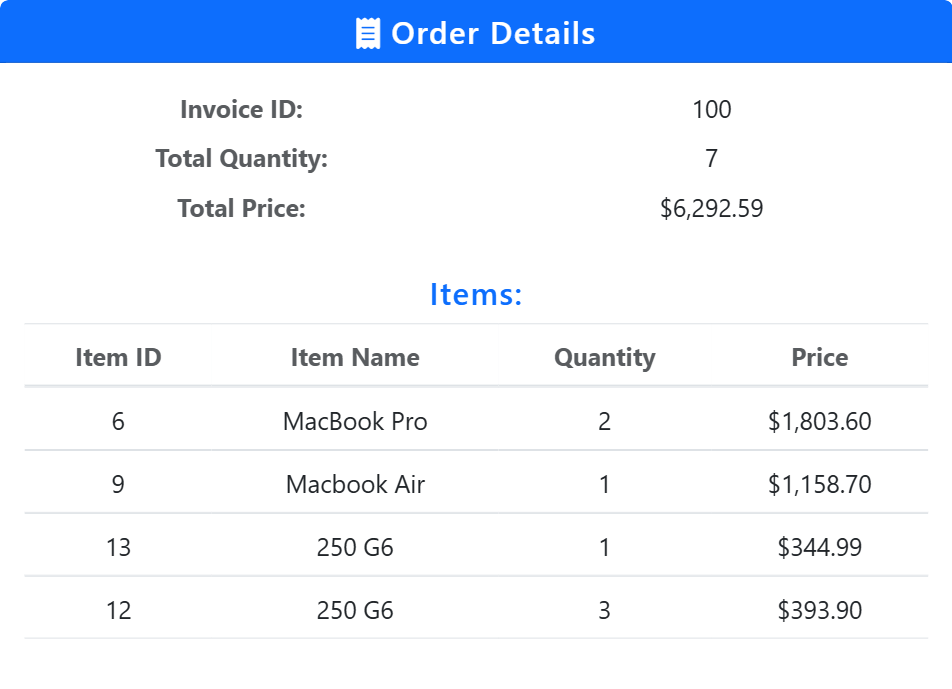 Order Details
Invoice ID: 100
Total Quantity: 7
Total Price: $6,292.59
Items:
Item ID Item Name Quantity Price
6 MacBook Pro 2 $1,803.60
9 Macbook Air 1 $1,158.70
13 250 G6 1 $344.99
12 250 G6 3 $393.90